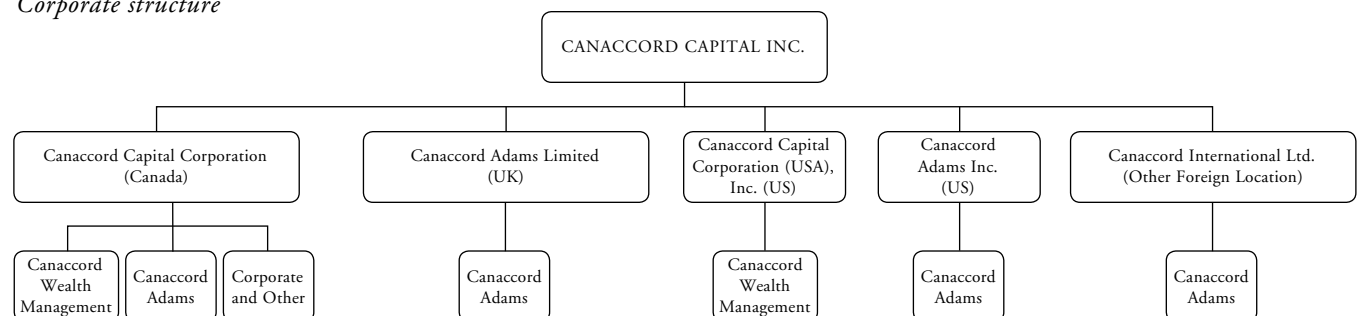 Corporate structure
CANACCORD CAPITAL INC.
Canaccord Capital Corporation
(Canada)
Canaccord Adams Limited
(UK)
Canaccord Capital
Corporation (USA),
Inc. (US)
Canaccord
Adams Inc.
(US)
Canaccord International Ltd.
(Other Foreign Location)
Canaccord
Wealth
Management
Canaccord
Adams
Corporate
and Other
Canaccord
Adams
Canaccord
Wealth
Management
Canaccord
Adams
Canaccord
Adams